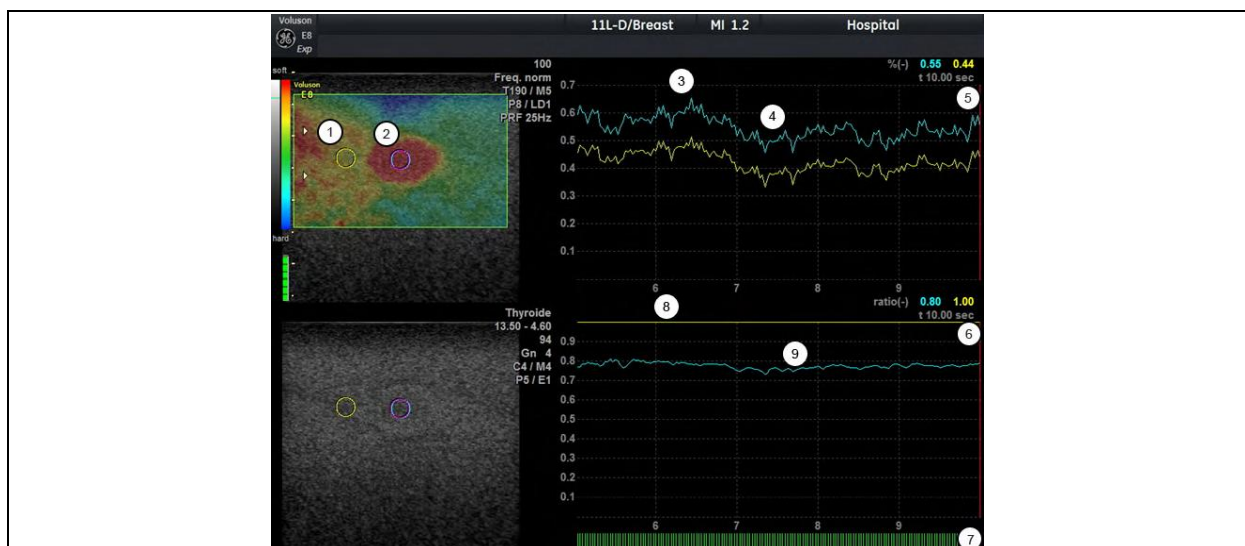 Voluson
E8
Exp
11L-D/Breast MI 1.2 Hospital
soft
Voluson
E8
hard
100
Freq. norm
T190 / M5
P8 / LD1
PRF 25Hz
1
2
%(-) 0.55 0.44
t 10.00 sec
3
4
5
0.7
0.6
0.5
0.4
0.3
0.2
0.1
6 7 8 9
Thyroide
13.50 - 4.60
94
Gn 4
C4 / M4
P5 / E1
ratio(-) 0.80 1.00
t 10.00 sec
8
6
9
0.9
0.8
0.7
0.6
0.5
0.4
0.3
0.2
0.1
6 7 8 9
7